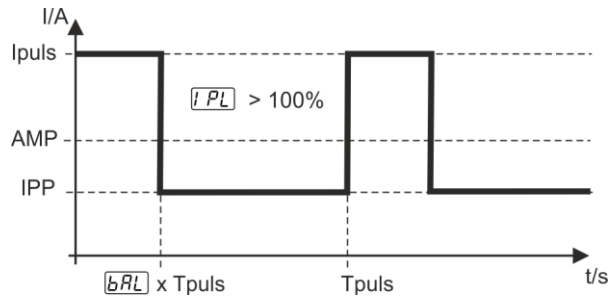 I/A
Ipuls
IPL > 100%
AMP
IPP
bAL x Tpuls
Tpuls
t/s